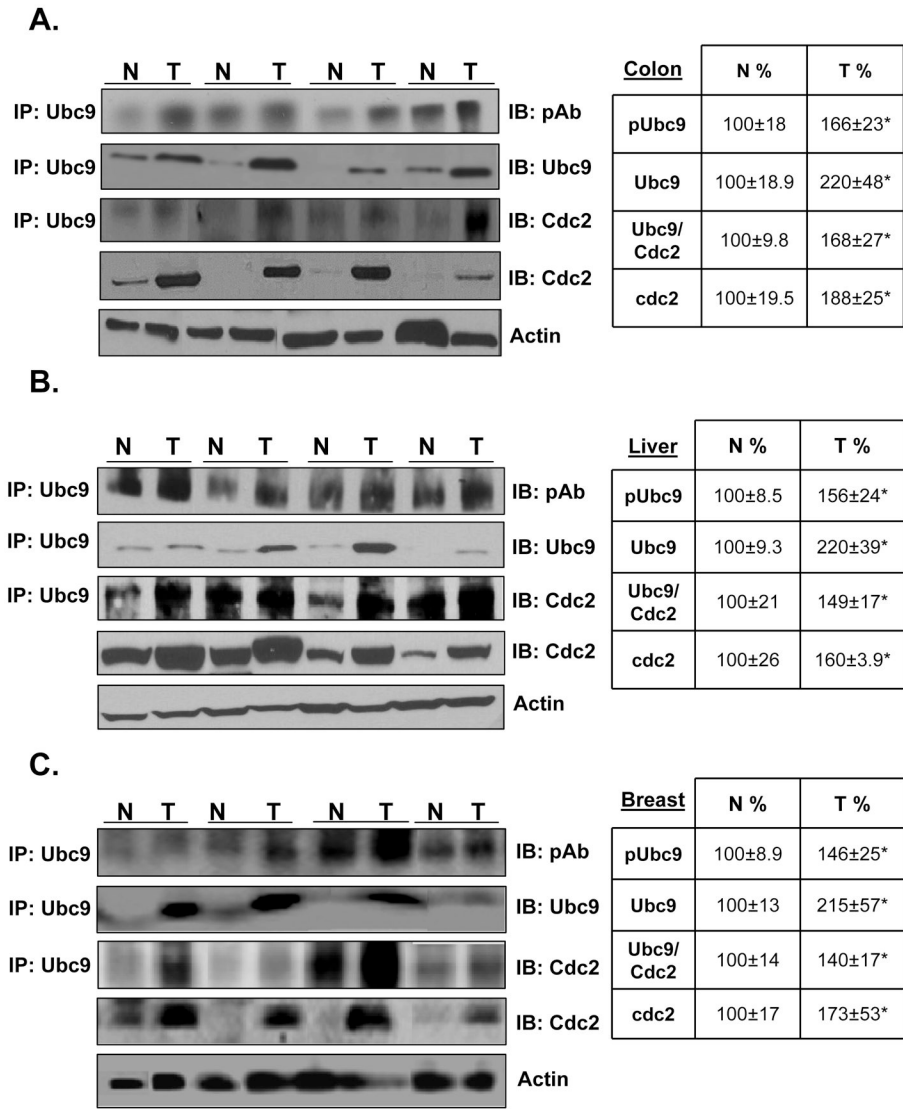 A.
N T N T N T N T
IP: Ubc9 IB: pAb
IP: Ubc9 IB: Ubc9
IP: Ubc9 IB: Cdc2
IB: Cdc2
Actin
Colon N % T %
pUbc9 100±18 166±23*
Ubc9 100±18.9 220±48*
Ubc9/
Cdc2 100±9.8 168±27*
cdc2 100±19.5 188±25*
B.
N T N T N T N T
IP: Ubc9 IB: pAb
IP: Ubc9 IB: Ubc9
IP: Ubc9 IB: Cdc2
IB: Cdc2
Actin
Liver N % T %
pUbc9 100±8.5 156±24*
Ubc9 100±9.3 220±39*
Ubc9/
Cdc2 100±21 149±17*
cdc2 100±26 160±3.9*
C.
N T N T N T N T
IP: Ubc9 IB: pAb
IP: Ubc9 IB: Ubc9
IP: Ubc9 IB: Cdc2
IB: Cdc2
Actin
Breast N % T %
pUbc9 100±8.9 146±25*
Ubc9 100±13 215±57*
Ubc9/
Cdc2 100±14 140±17*
cdc2 100±17 173±53*